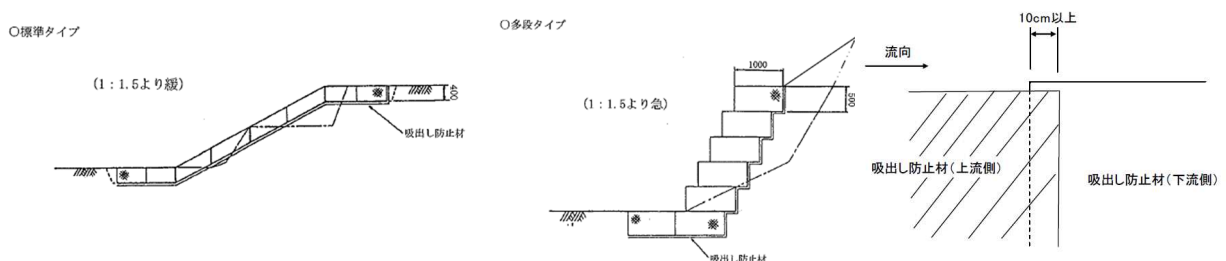 〇標準タイプ
(1：1.5より緩)
400
吸出し防止材
〇多段タイプ
(1：1.5より急)
1000
500
吸出し防止材
10cm以上
流向
吸出し防止材(上流側)
吸出し防止材(下流側)